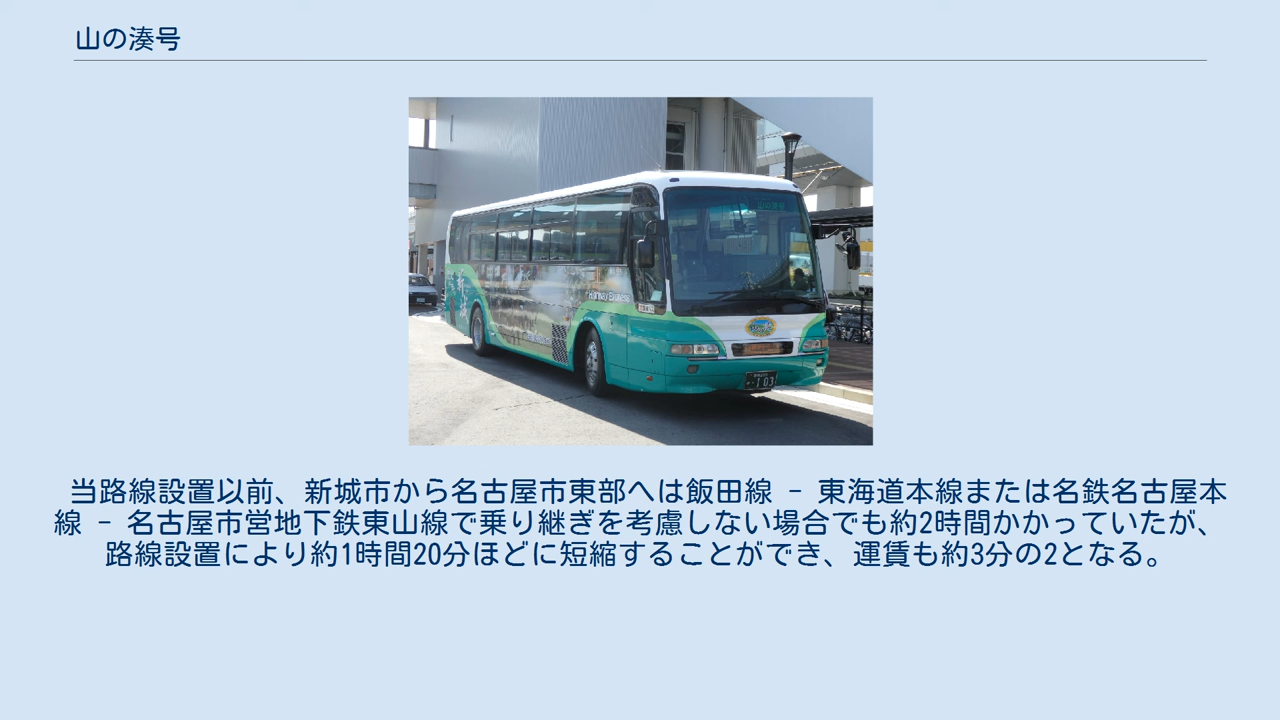 山の湊号
新城
Highway Express
・103
当路線設置以前、新城市から名古屋市東部へは飯田線 - 東海道本線または名鉄名古屋本
線 - 名古屋市営地下鉄東山線で乗り継ぎを考慮しない場合でも約2時間かかっていたが、
路線設置により約1時間20分ほどに短縮することができ、運賃も約3分の2となる。